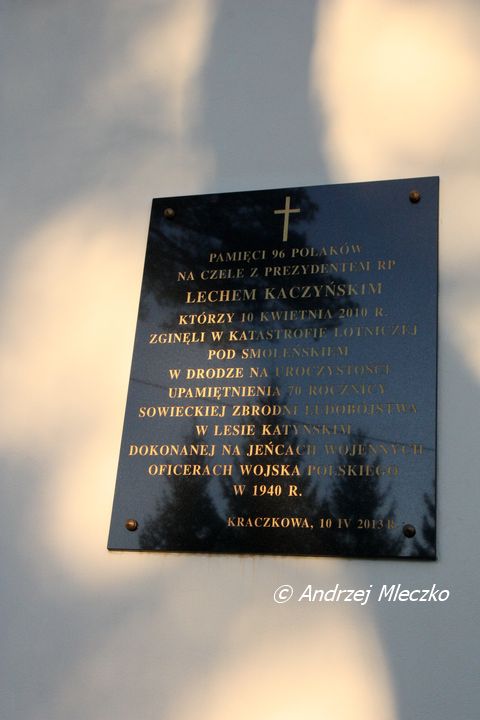 PAMIĘCI 96 POLAKÓW
NA CZELE Z PREZYDENTEM RP
LECHEM KACZYŃSKIM
KTÓRZY 10 KWIETNIA 2010 R.
ZGINĘLI W KATASTROFIE LOTNICZEJ
POD SMOLEŃSKIEM
W DRODZE NA UROCZYSTOŚĆ
UPAMIĘTNIENIA 70 ROCZNICY
SOWIECKIEJ ZBRODNI LUDOBÓJSTWA
W LESIE KATYŃSKIM
DOKONANEJ NA JEŃCACH WOJENNYCH
OFICERACH WOJSKA POLSKIEGO
W 1940 R.
KRACZKOWA, 10 IV 2013 R.
© Andrzej Mleczko